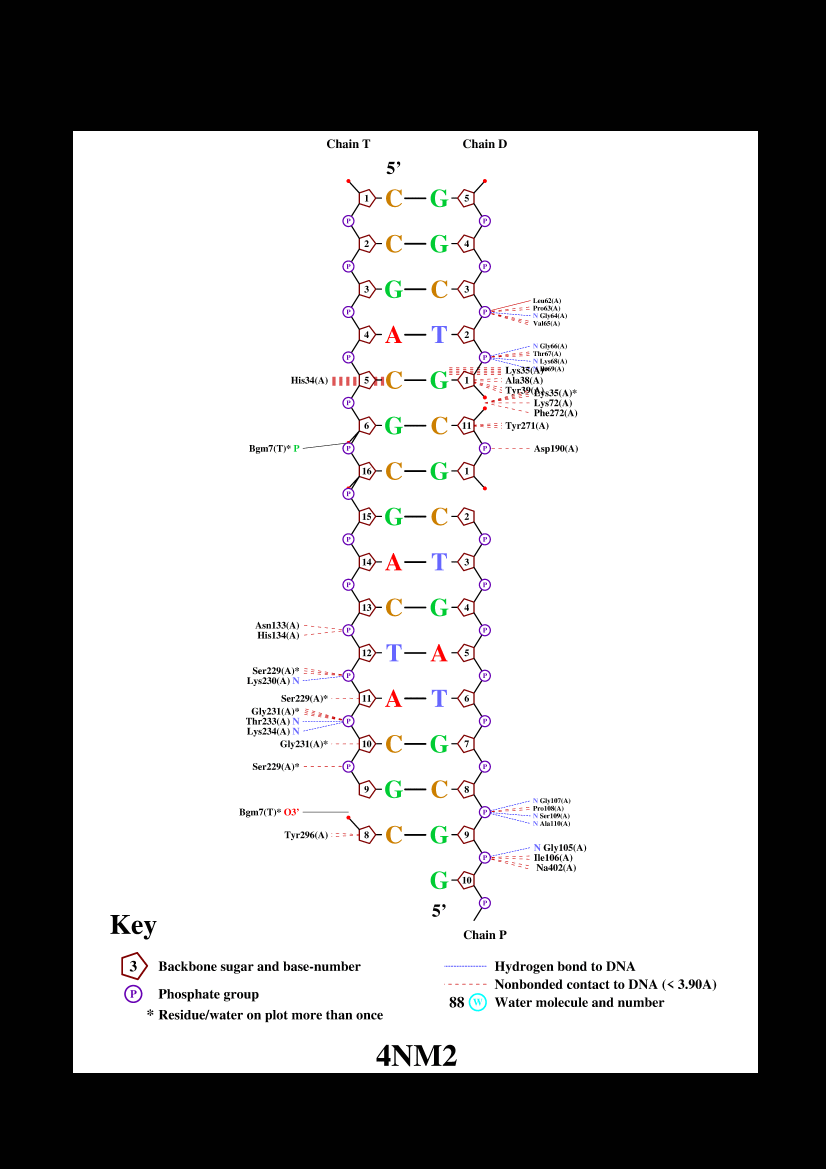 Chain T Chain D
5'
1 C G 5
P P
2 C G 4
P P
3 G C 3
Leu62(A)
Pro63(A)
P P N Gly64(A)
Val65(A)
4 A T 2
N Gly66(A)
Thr67(A)
P P N Lys68(A)
Lys35(A)*
His34(A) 5 C G 1 Ala38(A)
Tyr39(A)
Lys35(A)*
P Lys72(A)
Phe272(A)
6 G C 11 Tyr271(A)
Bgm7(T)* P P P Asp190(A)
16 C G 1
P
15 G C 2
P P
14 A T 3
P P
13 C G 4
Asn133(A)
P P
His134(A)
12 T A 5
Ser229(A)*
P P
Lys230(A) N
Ser229(A)* 11 A T 6
Gly231(A)*
Thr233(A) N P P
Lys234(A) N
Gly231(A)* 10 C G 7
Ser229(A)* P P
9 G C 8
N Gly107(A)
Pro108(A)
Bgm7(T)* O3' P N Ser109(A)
N Ala110(A)
Tyr296(A) 8 C G 9
N Gly105(A)
P Ile106(A)
Na402(A)
G 10
P
5'
Chain P
Key
3 Backbone sugar and base-number
P Phosphate group
* Residue/water on plot more than once
Hydrogen bond to DNA
Nonbonded contact to DNA (< 3.90A)
88 W Water molecule and number
4NM2